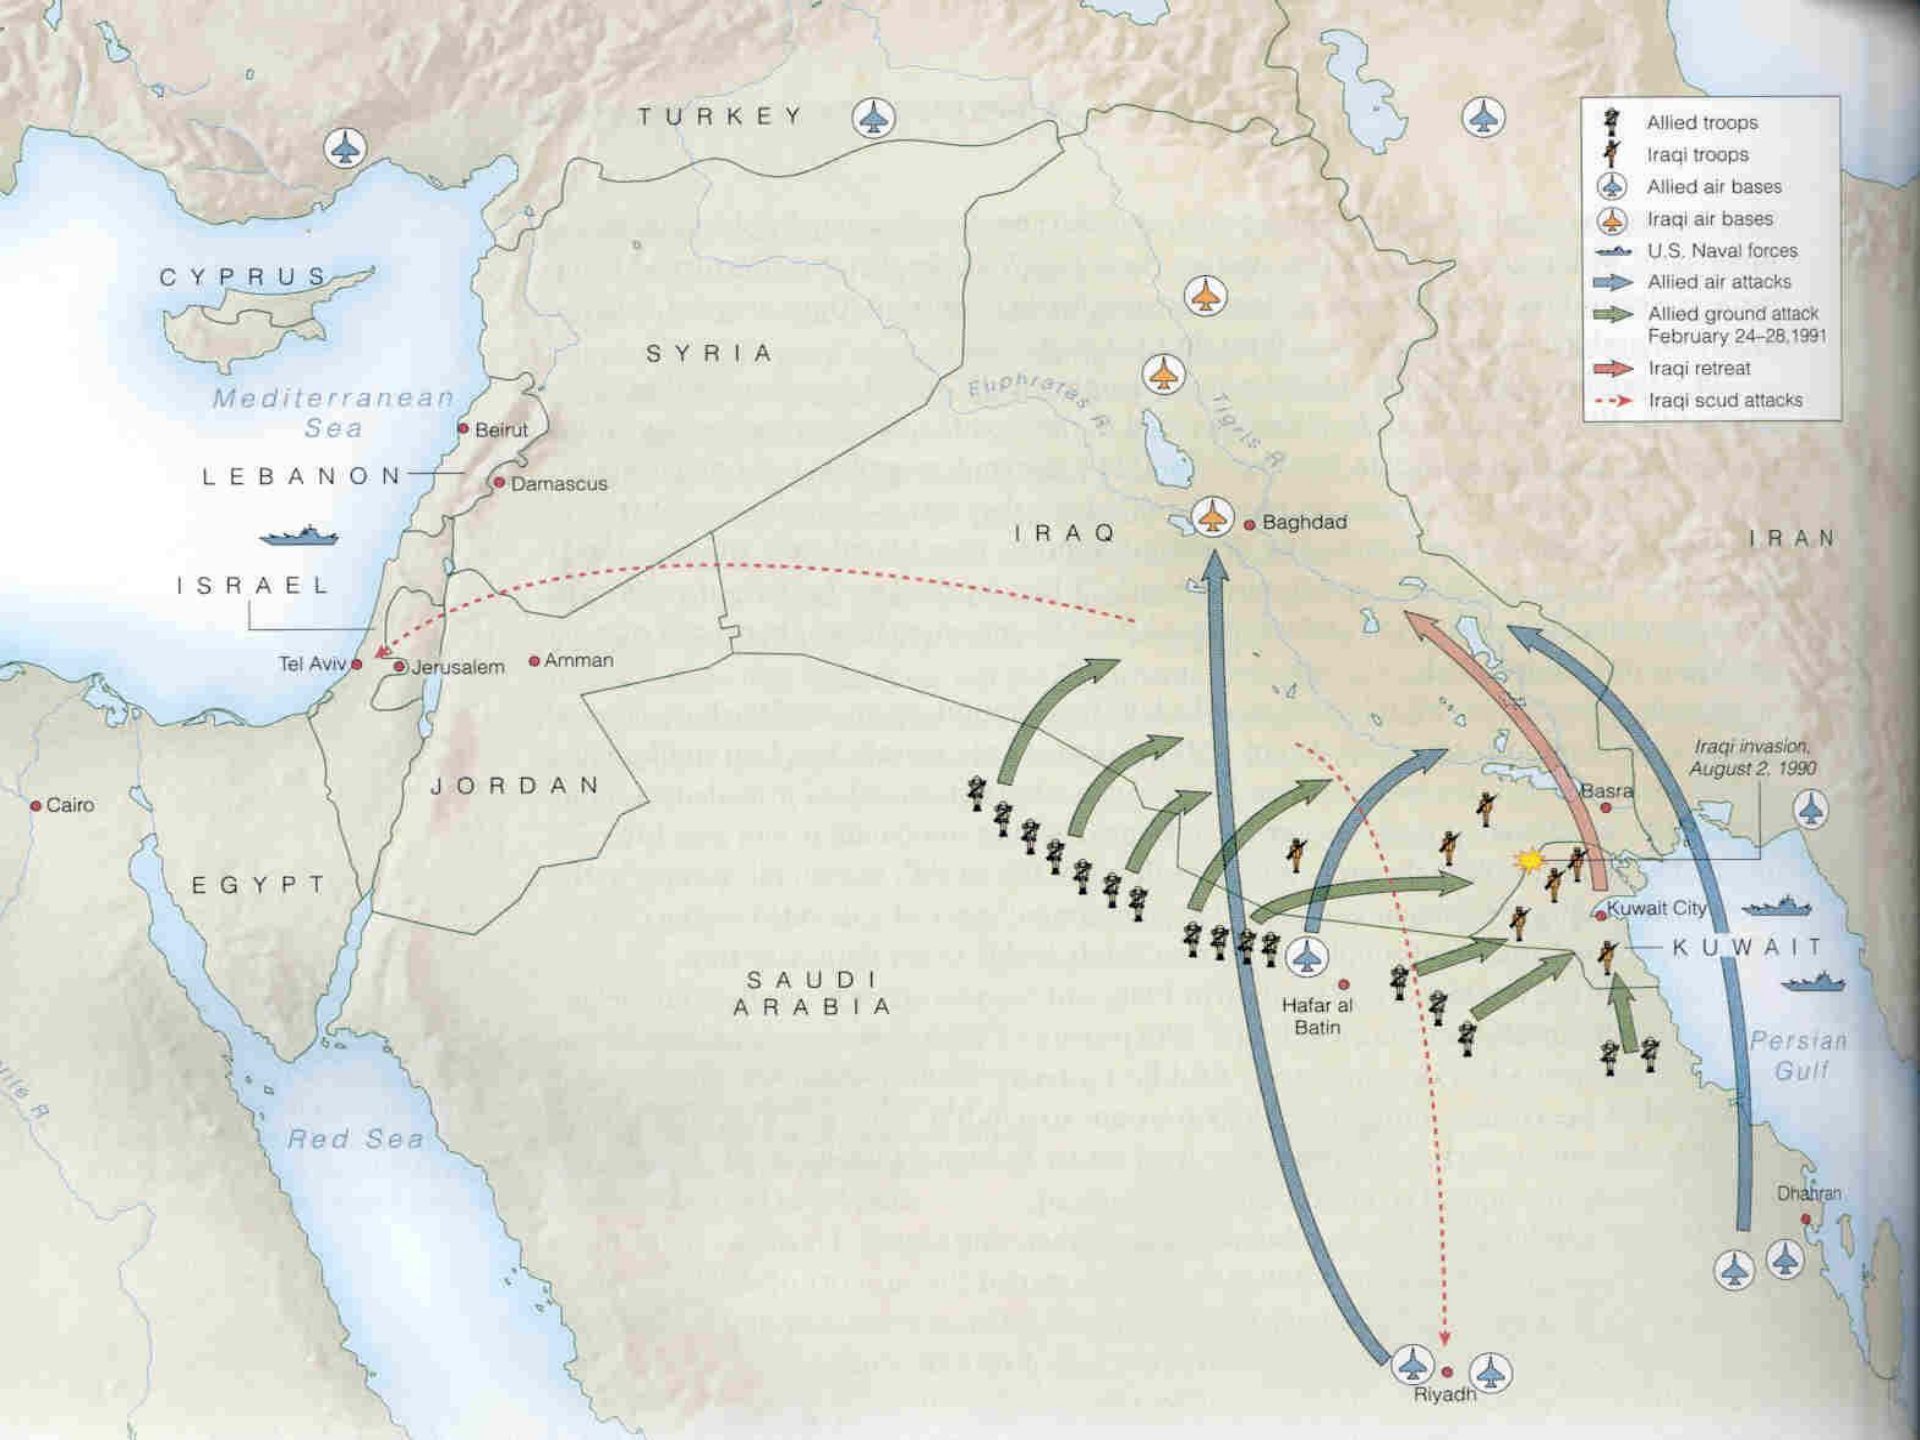 TURKEY
Allied troops
Iraqi troops
Allied air bases
Iraqi air bases
U.S. Naval forces
Allied air attacks
Allied ground attack
February 24–28,1991
Iraqi retreat
Iraqi scud attacks
CYPRUS
SYRIA
Mediterranean
Sea
Euphrates R.
Tigris R.
Beirut
LEBANON
Damascus
IRAQ
Baghdad
IRAN
ISRAEL
Tel Aviv
Jerusalem
Amman
Iraqi invasion,
August 2, 1990
JORDAN
Basra
Cairo
EGYPT
Kuwait City
KUWAIT
SAUDI
ARABIA
Hafar al
Batin
Persian
Gulf
R.
Red Sea
Dhahran
Riyadh